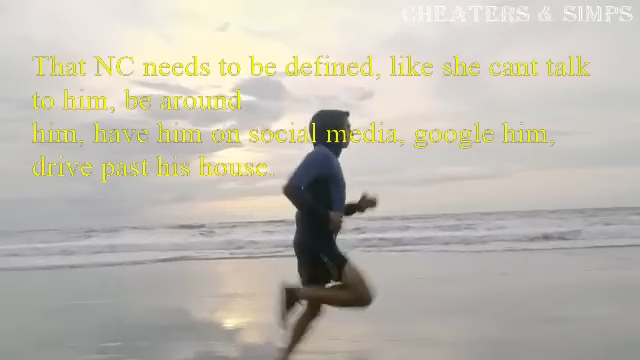 CHEATERS & SIMPS
That NC needs to be defined, like she cant talk
to him, be around
him, have him on social media, google him,
drive past his house.